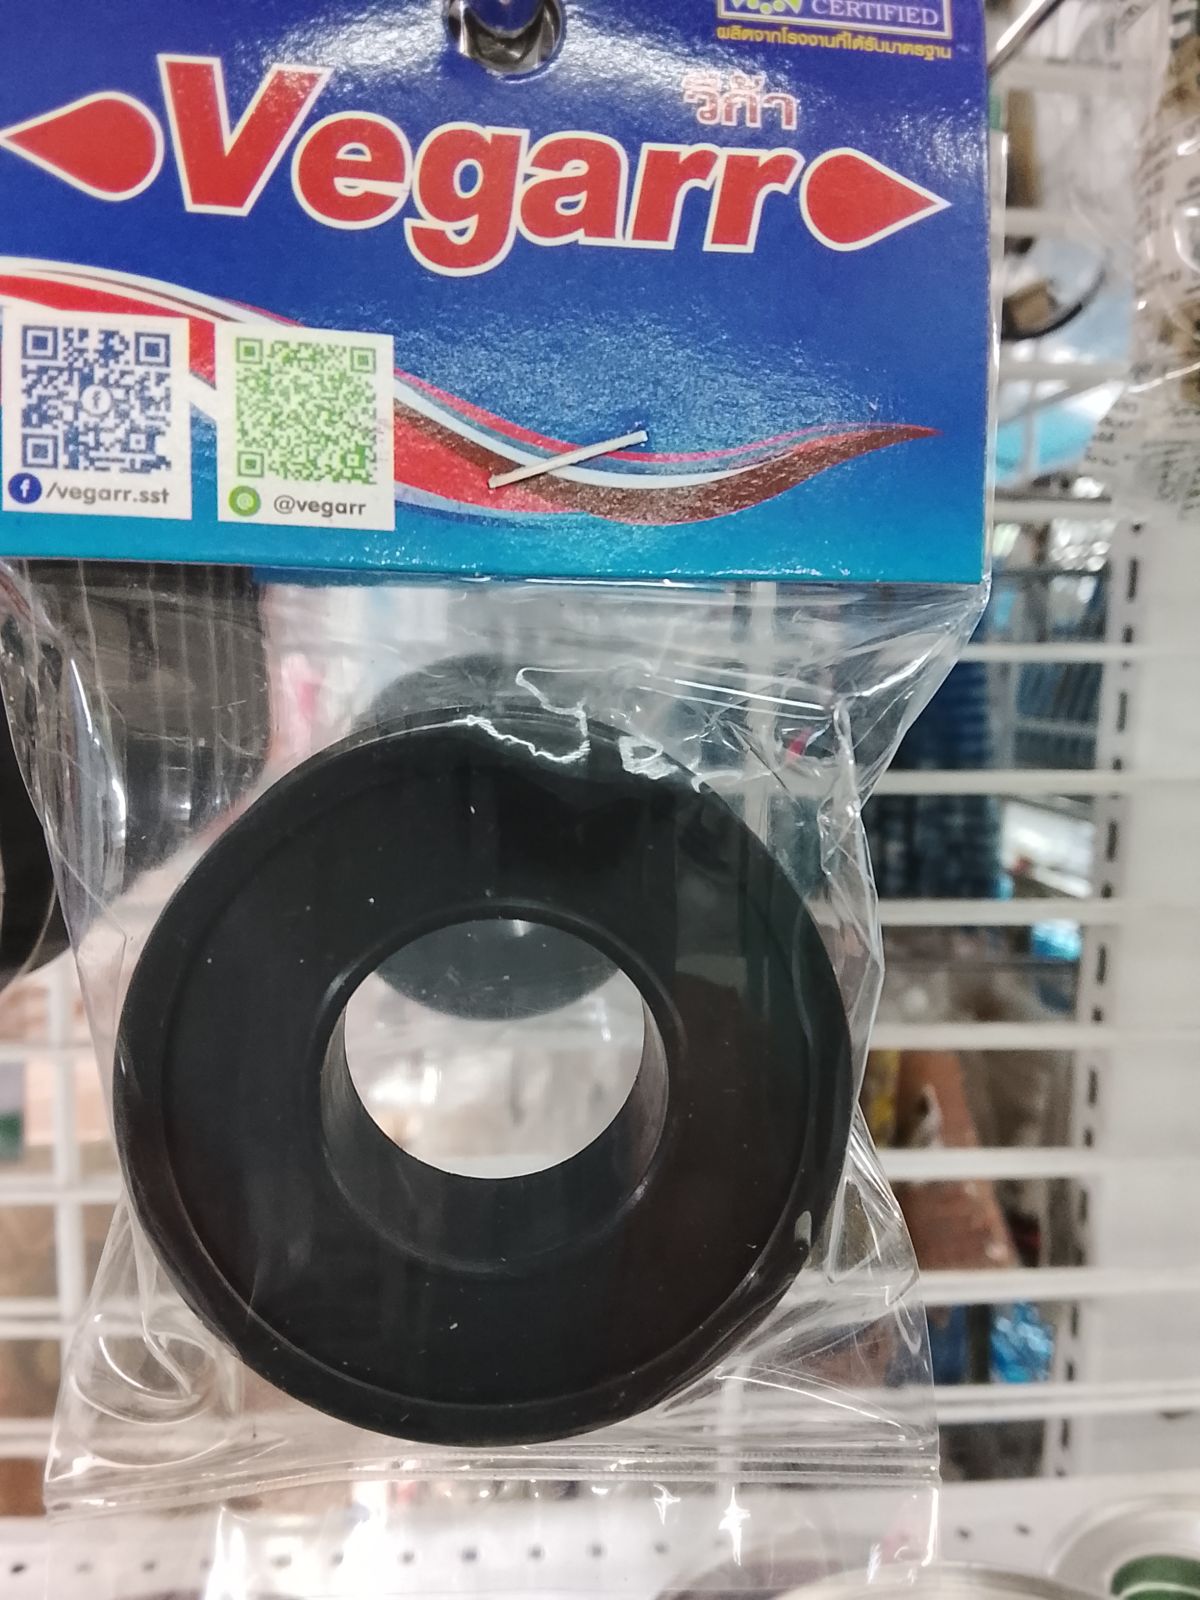 CERTIFIED
ผลิตจากโรงงานที่ได้รับมาตรฐาน
วีก้า
Vegarr
/vegarr.sst
@vegarr